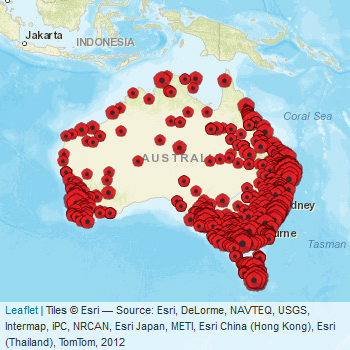 Jakarta
INDONESIA
Coral Sea
AUSTRAL
dney
urne
Tasman
Leaflet | Tiles © Esri — Source: Esri, DeLorme, NAVTEQ, USGS,
Intermap, iPC, NRCAN, Esri Japan, METI, Esri China (Hong Kong), Esri
(Thailand), TomTom, 2012